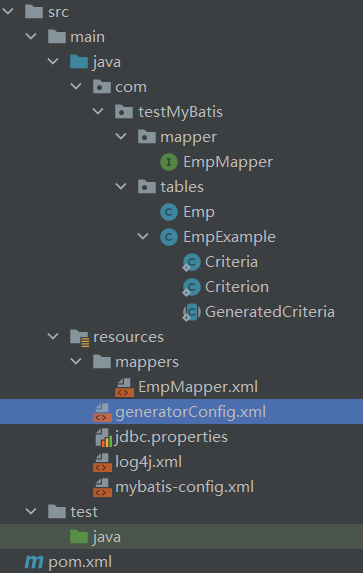 src
main
java
com
testMyBatis
mapper
EmpMapper
tables
Emp
EmpExample
Criteria
Criterion
GeneratedCriteria
resources
mappers
EmpMapper.xml
generatorConfig.xml
jdbc.properties
log4j.xml
mybatis-config.xml
test
java
pom.xml